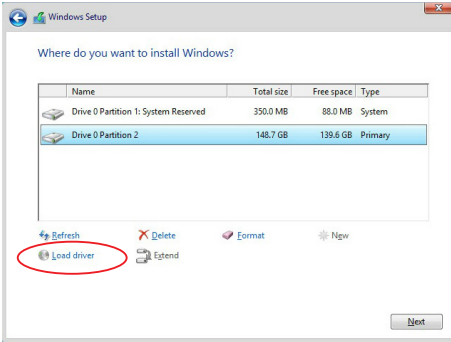 Windows Setup
Where do you want to install Windows?
Name Total size Free space Type
Drive 0 Partition 1: System Reserved 350.0 MB 88.0 MB System
Drive 0 Partition 2 148.7 GB 139.6 GB Primary
Refresh Delete Format New
Load driver Extend
Next